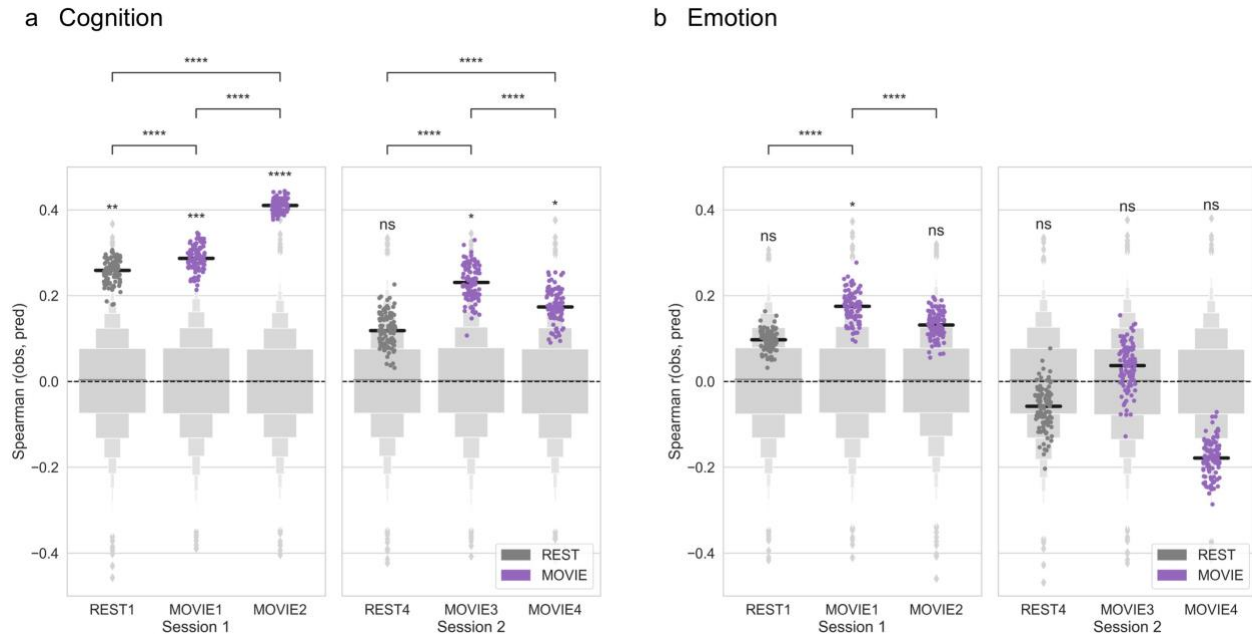 a Cognition
b Emotion
****
****
****
****
****
****
****
****
****
***
**
ns
*
*
ns
*
ns
ns
ns
ns
Spearman r(obs, pred)
0.4
0.2
0.0
−0.2
−0.4
REST
MOVIE
REST1
MOVIE1
MOVIE2
Session 1
REST4
MOVIE3
MOVIE4
Session 2
Spearman r(obs, pred)
0.4
0.2
0.0
−0.2
−0.4
REST
MOVIE
REST1
MOVIE1
MOVIE2
Session 1
REST4
MOVIE3
MOVIE4
Session 2